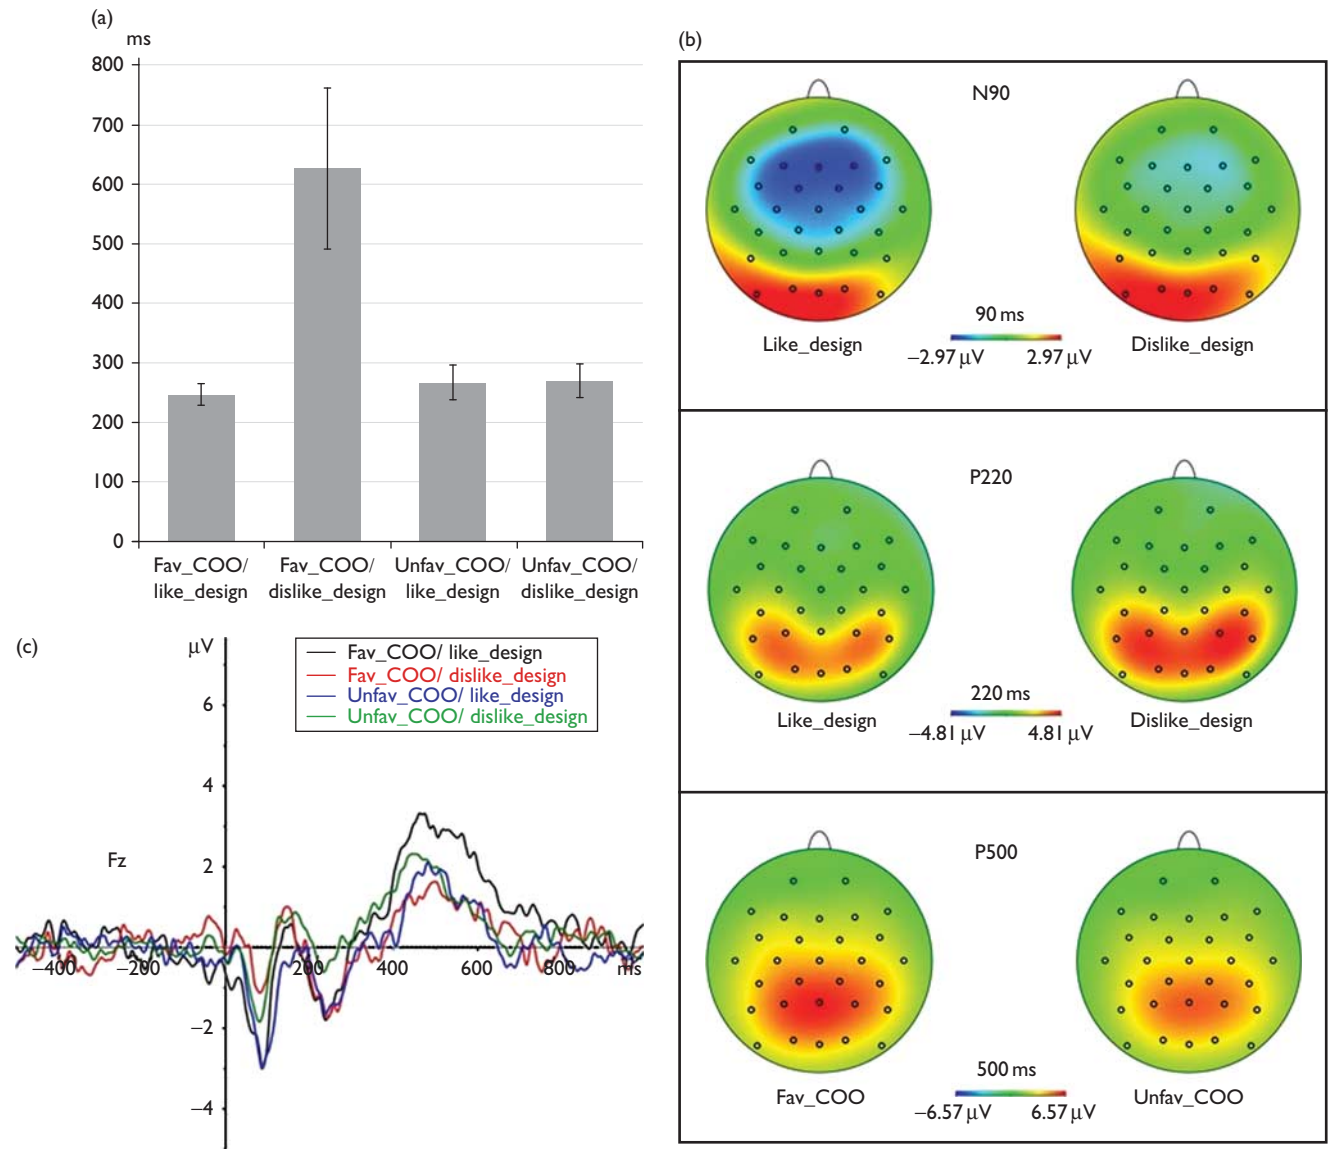 (a)
ms
800
700
600
500
400
300
200
100
0
Fav_COO/ like_design
Fav_COO/ dislike_design
Unfav_COO/ like_design
Unfav_COO/ dislike_design
(b)
N90
90 ms
−2.97 μV 2.97 μV
Like_design
Dislike_design
P220
220 ms
−4.81 μV 4.81 μV
Like_design
Dislike_design
P500
500 ms
−6.57 μV 6.57 μV
Fav_COO
Unfav_COO
(c)
μV
Fav_COO/ like_design
Fav_COO/ dislike_design
Unfav_COO/ like_design
Unfav_COO/ dislike_design
6
4
Fz
2
−400 −200 200 400 600 800 ms
−2
−4